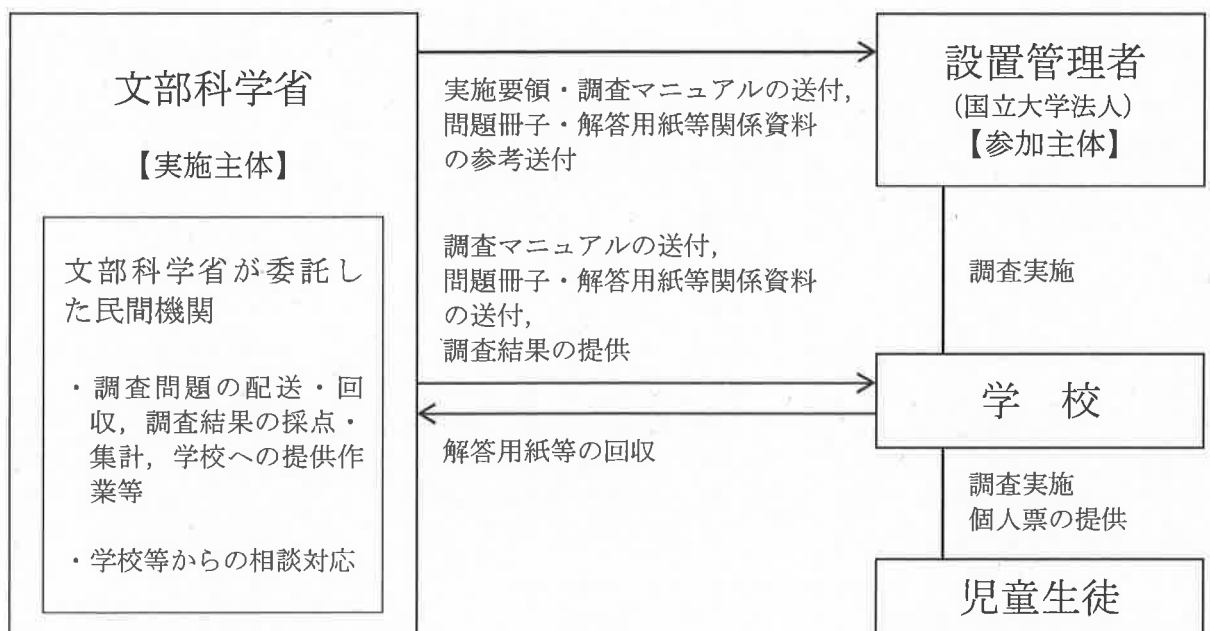 文部科学省
【実施主体】
文部科学省が委託し
た民間機関
・調査問題の配送・回
収，調査結果の採点・
集計，学校への提供作
業等
・学校等からの相談対応
実施要領・調査マニュアルの送付，
問題冊子・解答用紙等関係資料
の参考送付
調査マニュアルの送付，
問題冊子・解答用紙等関係資料
の送付，
調査結果の提供
解答用紙等の回収
設置管理者
(国立大学法人)
【参加主体】
調査実施
学　校
調査実施
個人票の提供
児童生徒